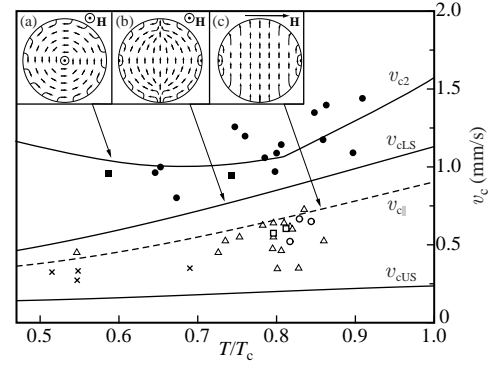 (a)
H
(b)
H
(c)
H
2.0
1.5
1.0
0.5
0
v_c (mm/s)
v_c2
v_cLS
v_c||
v_cUS
0.5
0.6
0.7
0.8
0.9
1.0
T/T_c